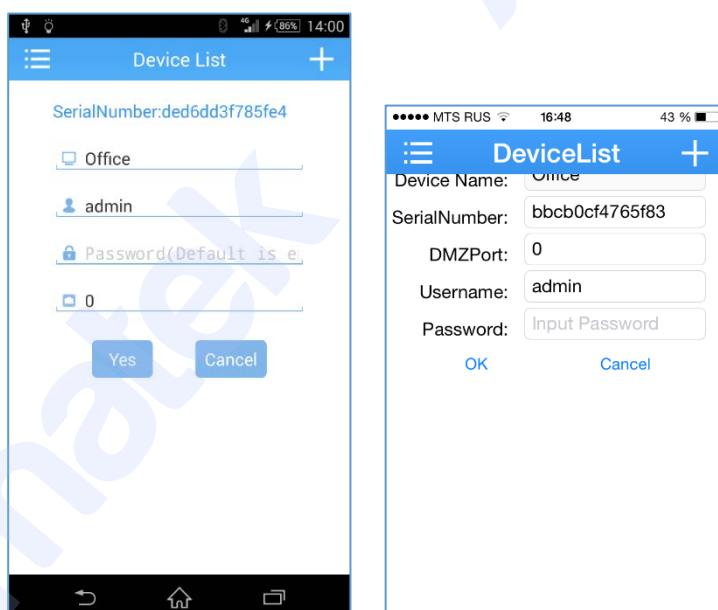 4G 86% 14:00
Device List
SerialNumber:ded6dd3f785fe4
Office
admin
Password(Default is e
0
Yes Cancel
MTS RUS 16:48 43 %
DeviceList
Device Name: Office
SerialNumber: bbcb0cf4765f83
DMZPort: 0
Username: admin
Password: Input Password
OK Cancel
natek